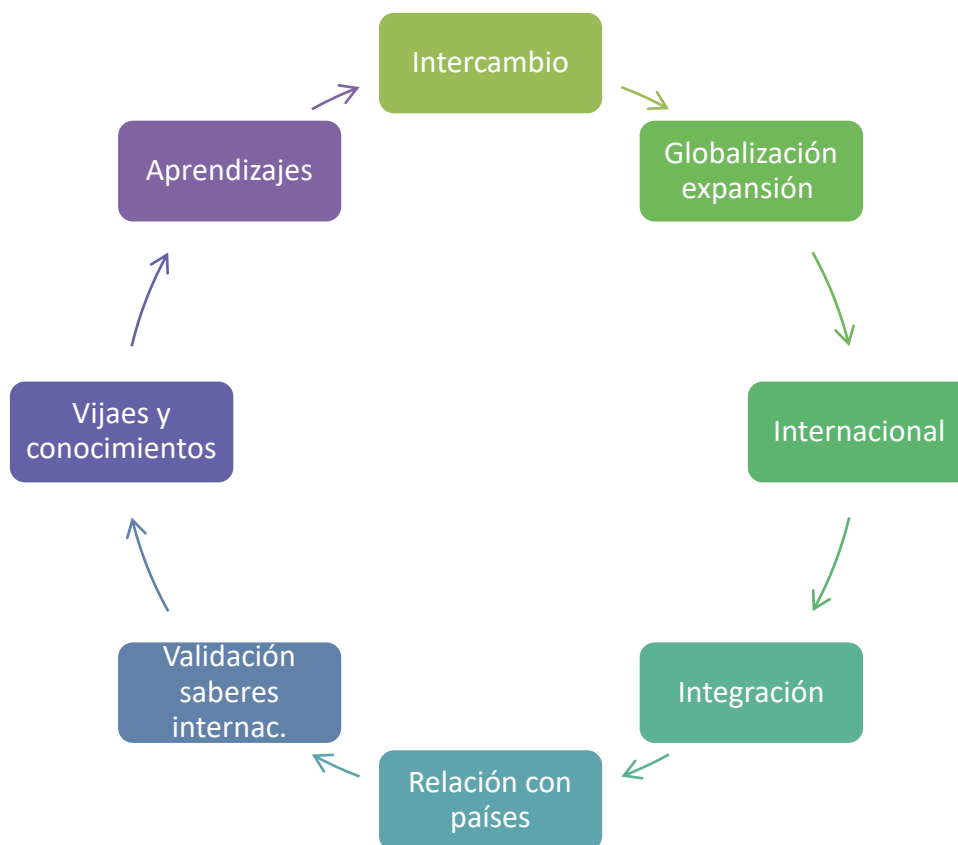 Intercambio
Globalización
expansión
Internacional
Integración
Relación con
países
Validación
saberes
internac.
Vijaes y
conocimientos
Aprendizajes